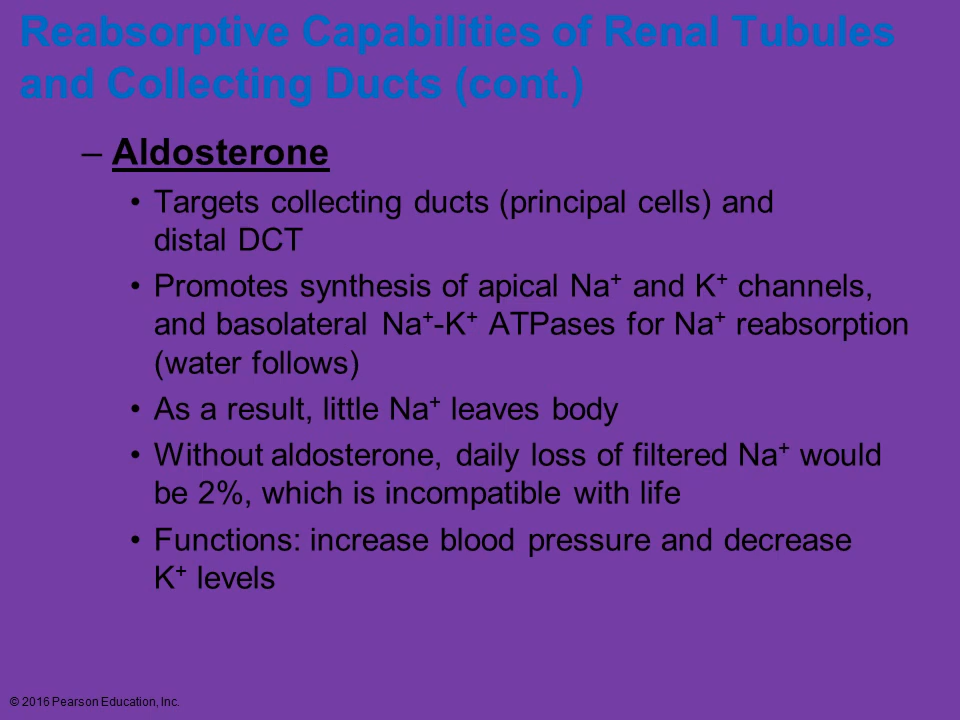 Reabsorptive Capabilities of Renal Tubules
and Collecting Ducts (cont.)
– Aldosterone
• Targets collecting ducts (principal cells) and
distal DCT
• Promotes synthesis of apical Na⁺ and K⁺ channels,
and basolateral Na⁺-K⁺ ATPases for Na⁺ reabsorption
(water follows)
• As a result, little Na⁺ leaves body
• Without aldosterone, daily loss of filtered Na⁺ would
be 2%, which is incompatible with life
• Functions: increase blood pressure and decrease
K⁺ levels
© 2016 Pearson Education, Inc.